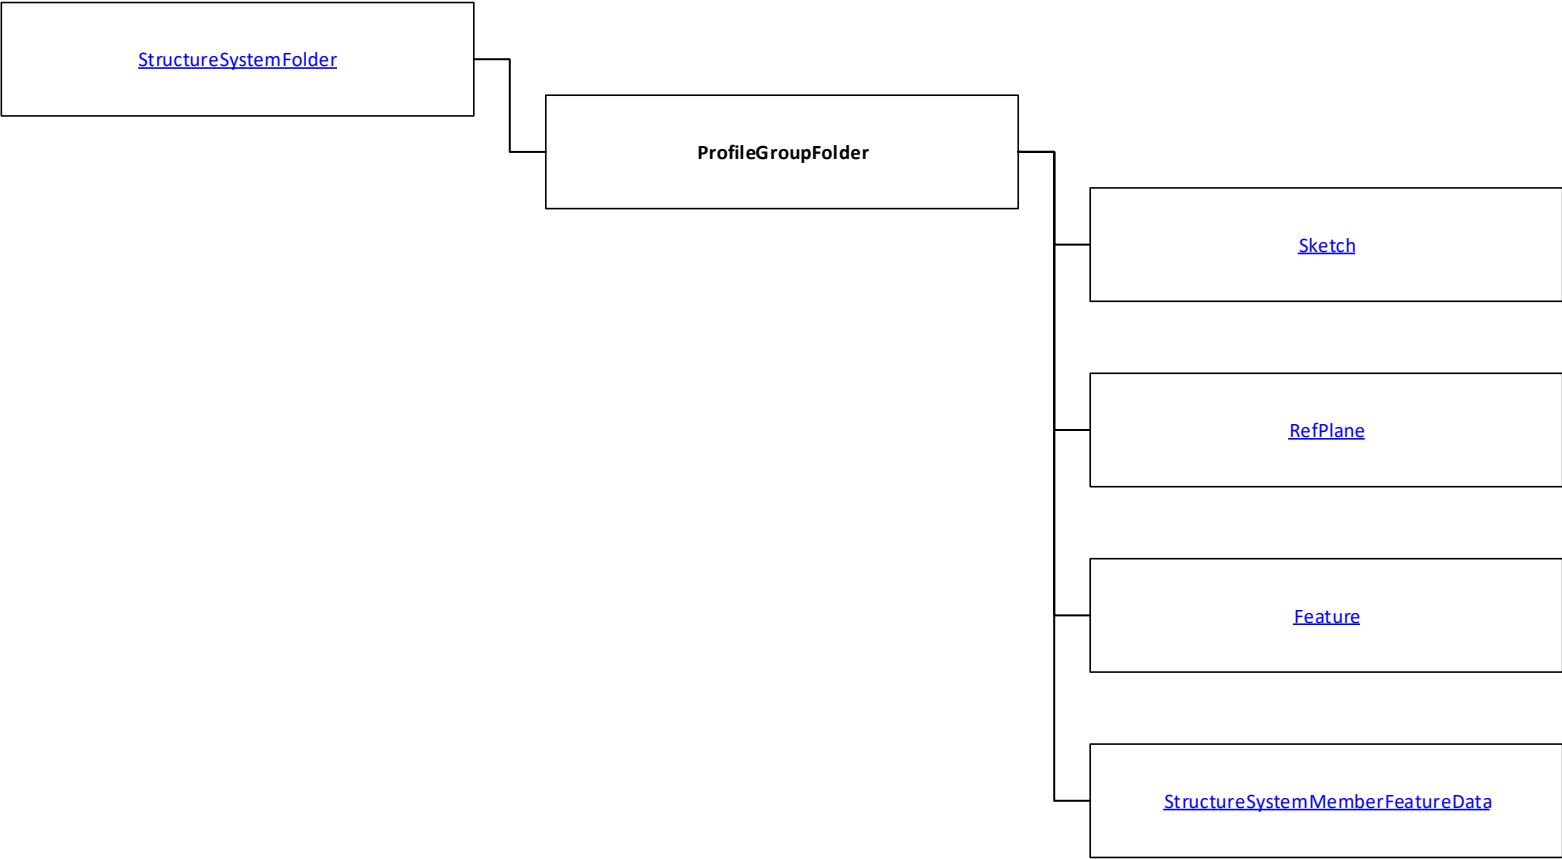 StructureSystemFolder
ProfileGroupFolder
Sketch
RefPlane
Feature
StructureSystemMemberFeatureData